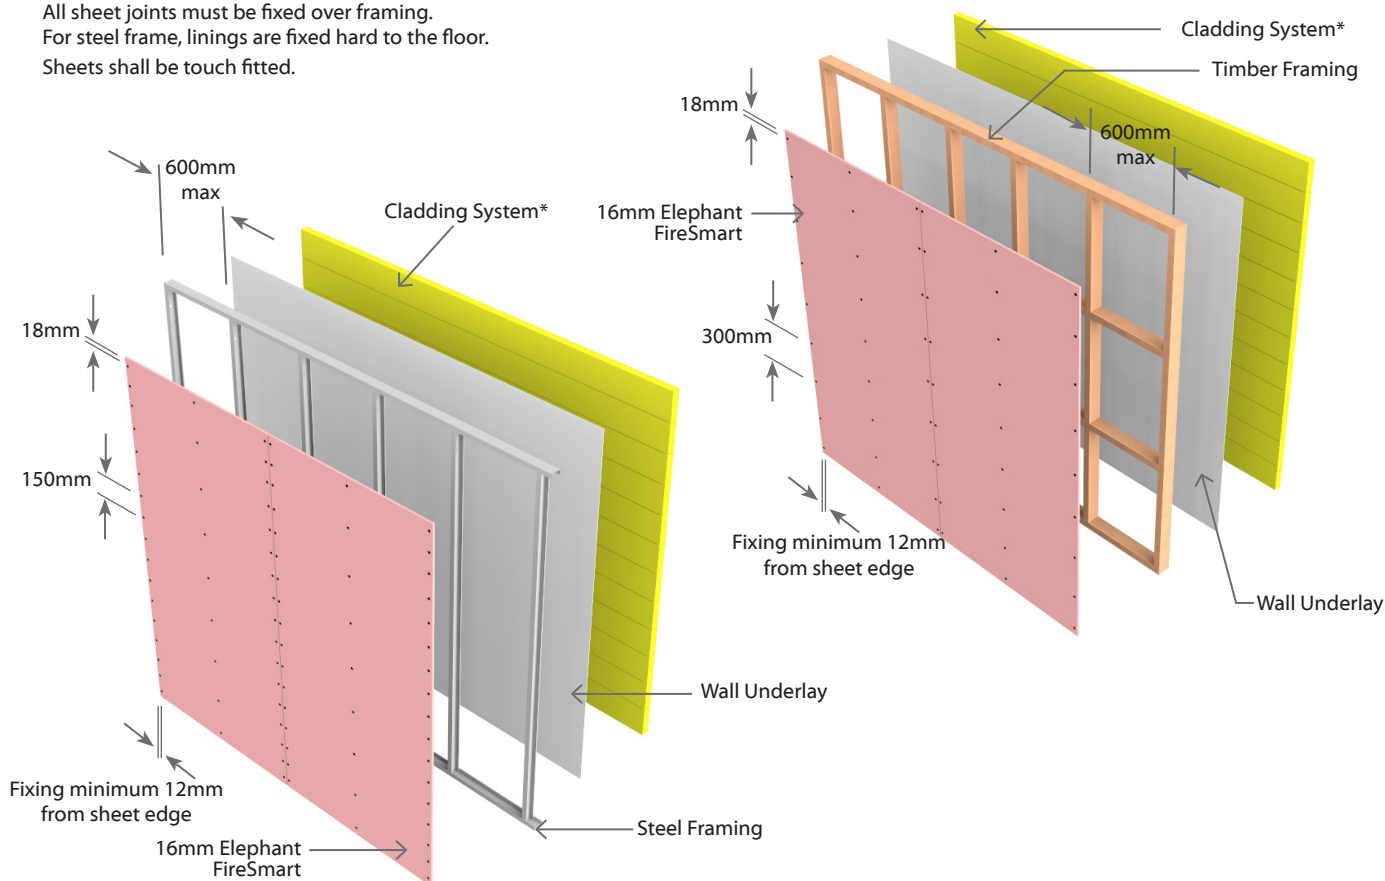 All sheet joints must be fixed over framing.
For steel frame, linings are fixed hard to the floor.
Sheets shall be touch fitted.
600mm
max
Cladding System*
18mm
150mm
Fixing minimum 12mm
from sheet edge
16mm Elephant
FireSmart
Wall Underlay
Steel Framing
Cladding System*
Timber Framing
18mm
600mm
max
16mm Elephant
FireSmart
300mm
Fixing minimum 12mm
from sheet edge
Wall Underlay